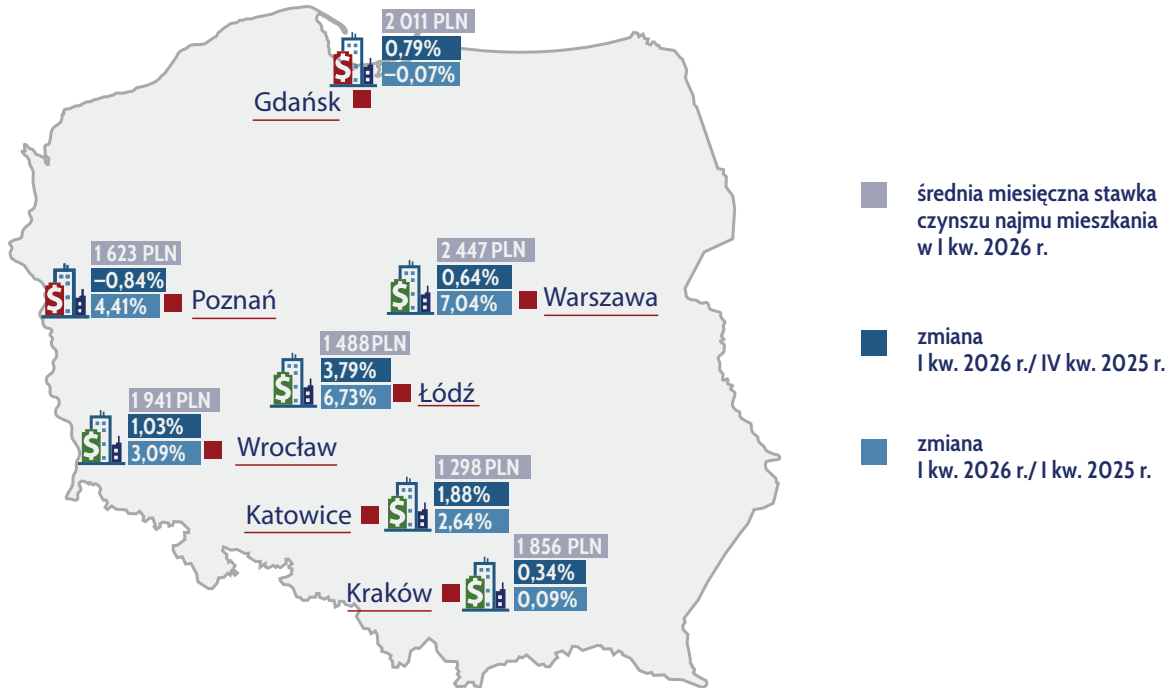 2 011 PLN
0,79%
–0,07%
Gdańsk
1 623 PLN
–0,84%
4,41%
Poznań
2 447 PLN
0,64%
7,04%
Warszawa
1 488 PLN
3,79%
6,73%
Łódź
1 941 PLN
1,03%
3,09%
Wrocław
1 298 PLN
1,88%
2,64%
Katowice
1 856 PLN
0,34%
0,09%
Kraków
średnia miesięczna stawka
czynszu najmu mieszkania
w I kw. 2026 r.
zmiana
I kw. 2026 r./ IV kw. 2025 r.
zmiana
I kw. 2026 r./ I kw. 2025 r.